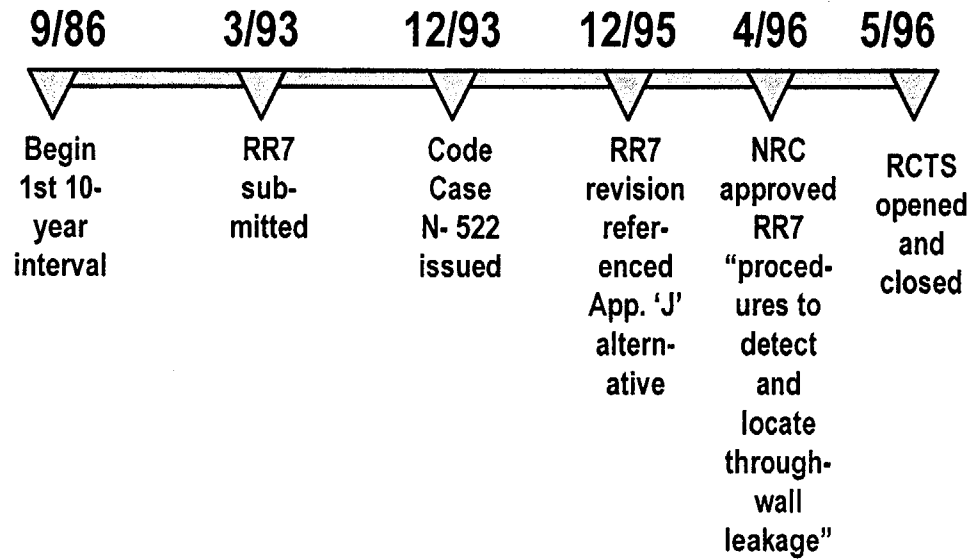 9/86 3/93 12/93 12/95 4/96 5/96
Begin
1st 10-
year
interval
RR7
sub-
mitted
Code
Case
N- 522
issued
RR7
revision
refer-
enced
App. ‘J’
altern-
ative
NRC
approved
RR7
“proced-
ures to
detect
and
locate
through-
wall
leakage”
RCTS
opened
and
closed